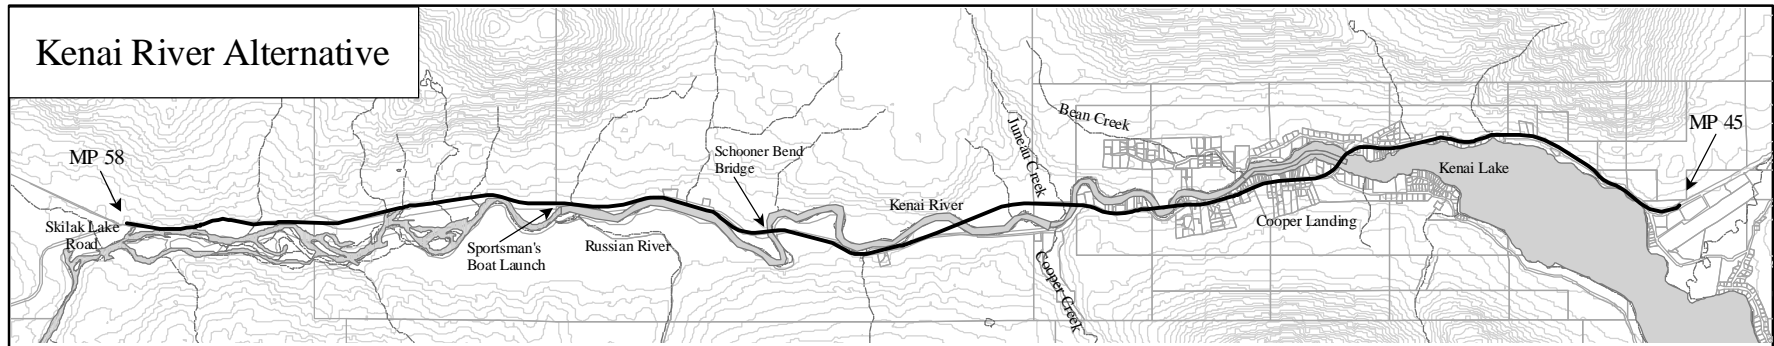 Kenai River Alternative
MP 58
Skilak Lake
Road
Sportsman's
Boat Launch
Russian River
Schooner Bend
Bridge
Kenai River
Juneau Creek
Cooper Creek
Bean Creek
Cooper Landing
Kenai Lake
MP 45